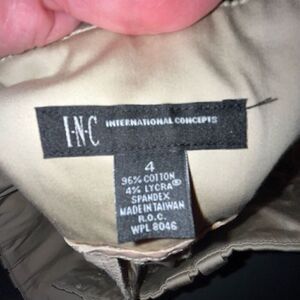 I·N·C INTERNATIONAL CONCEPTS
4
96% COTTON
4% LYCRA®
SPANDEX
MADE IN TAIWAN
R.O.C.
WPL 8046